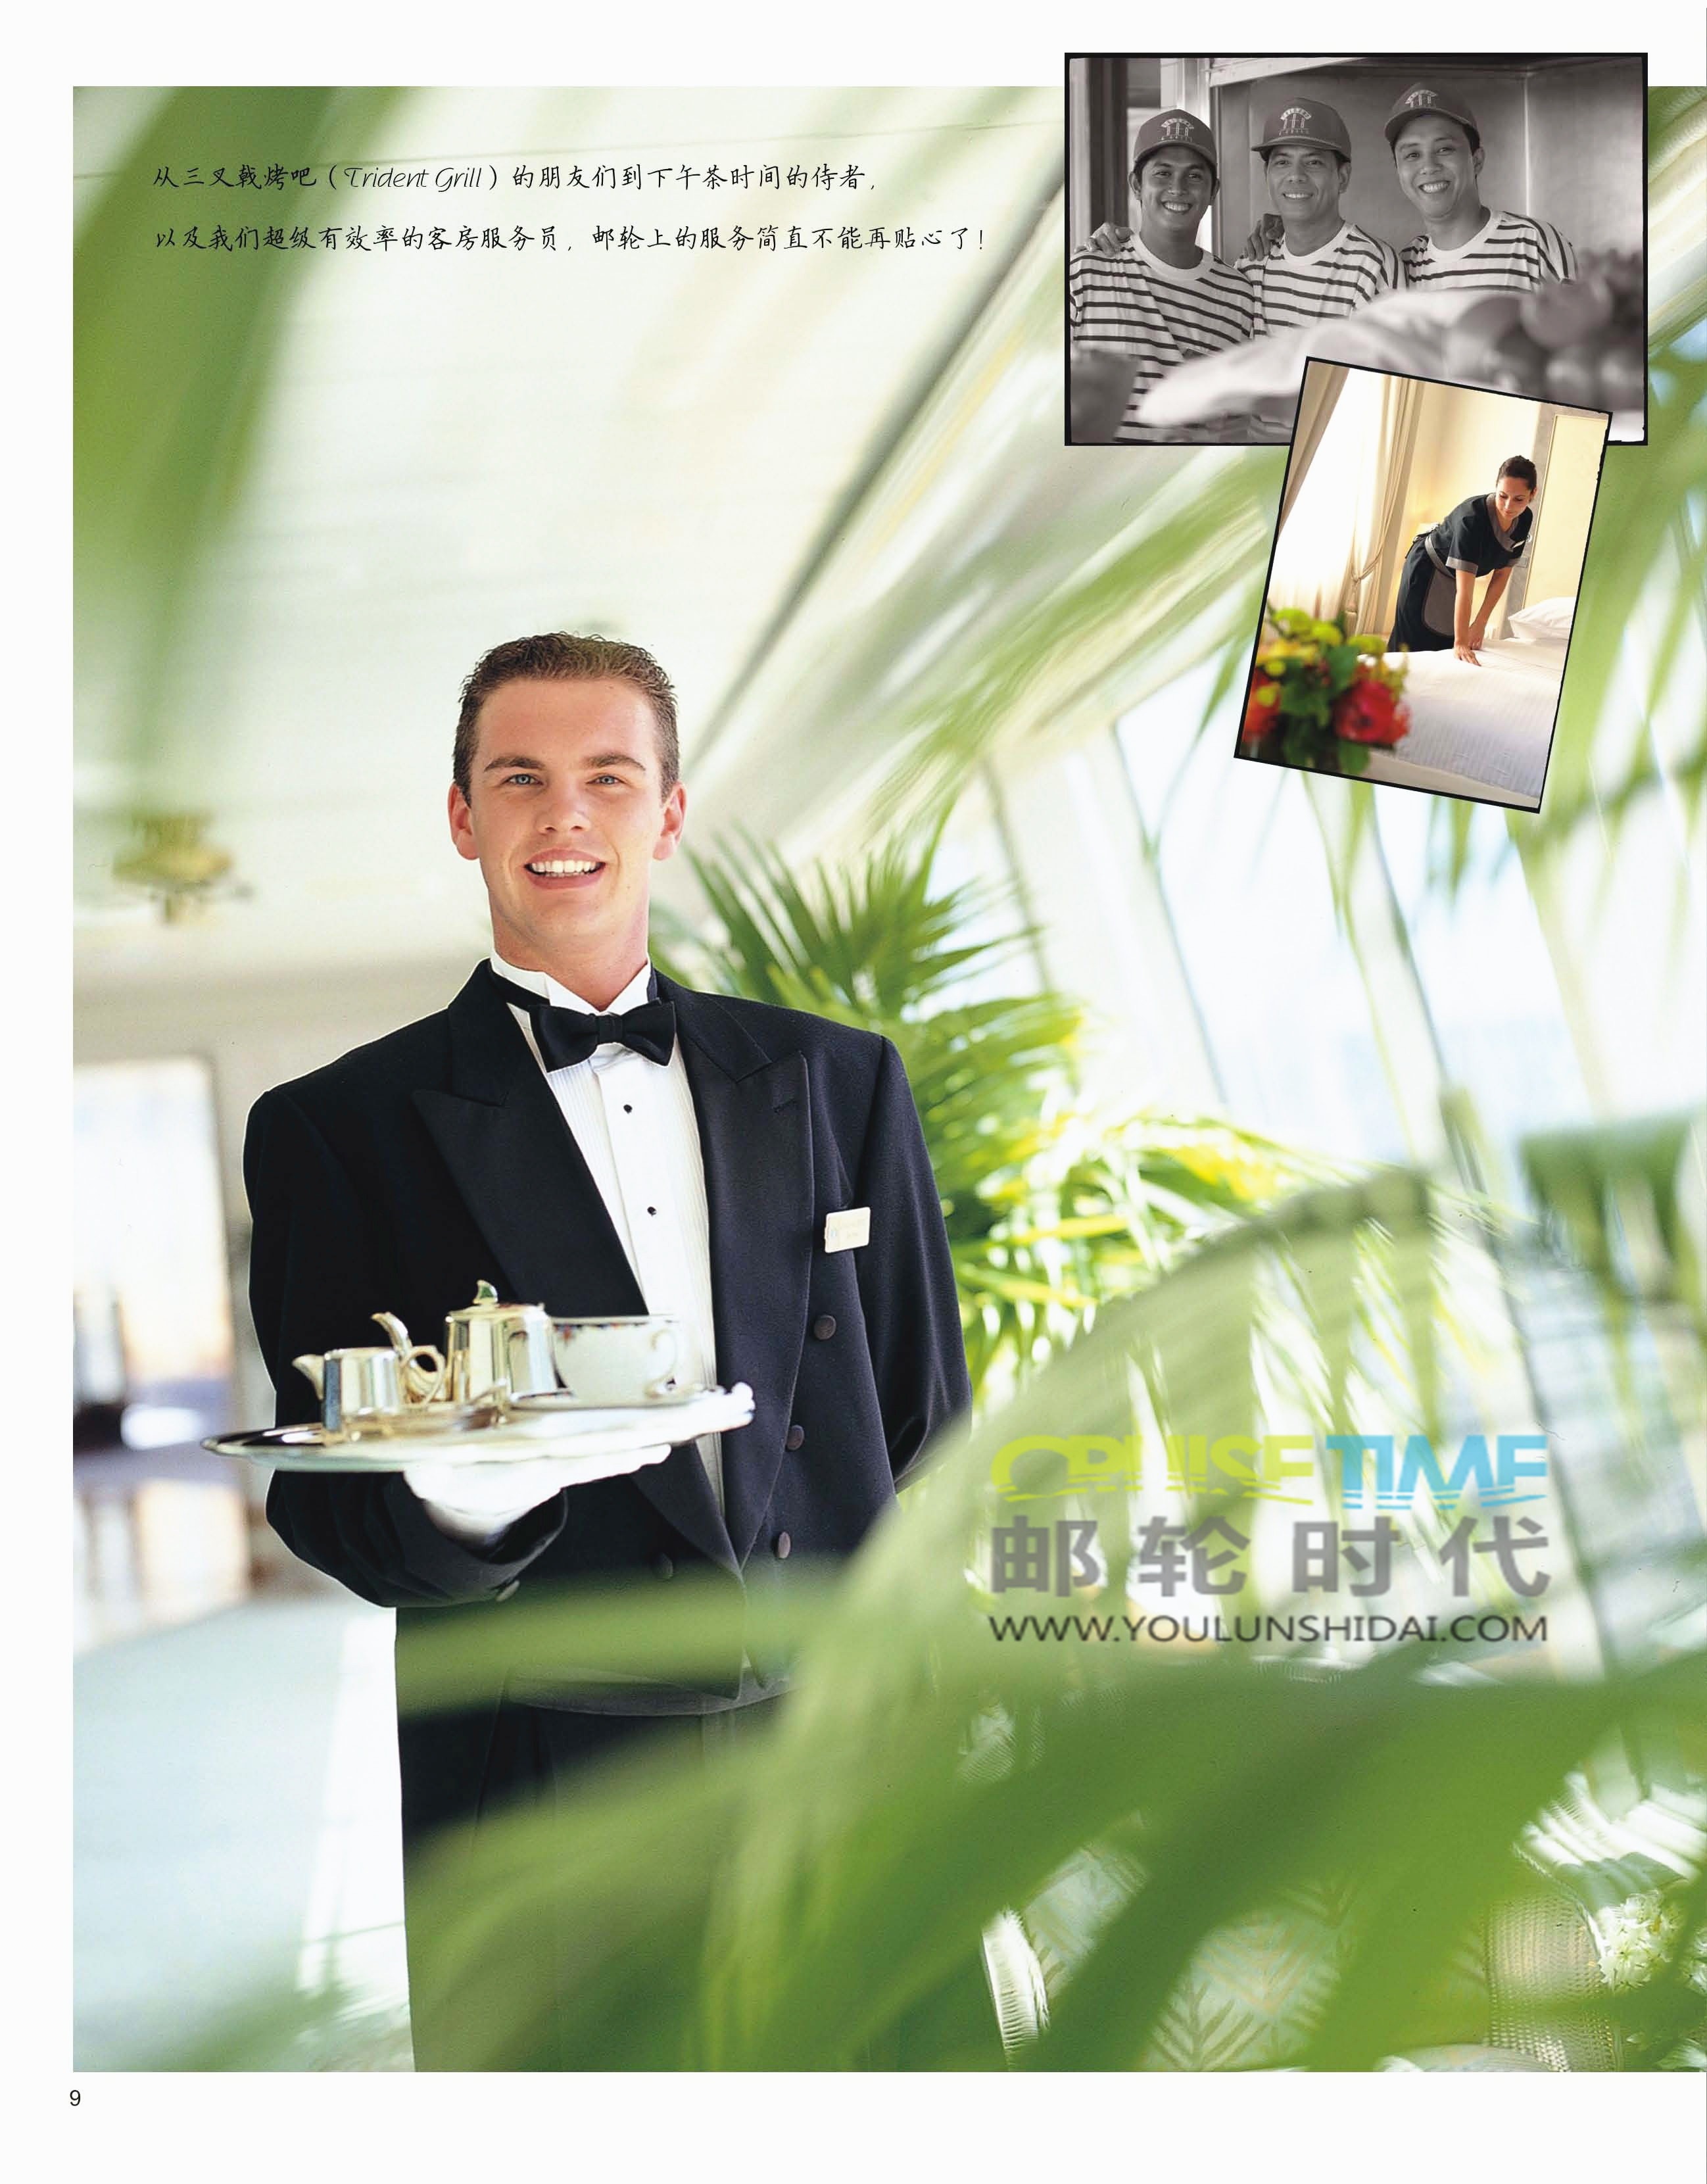 从三叉戟烤吧（Trident Grill）的朋友们到下午茶时间的侍者，
以及我们超级有效率的客房服务员，邮轮上的服务简直不能再贴心了！
CRUISETIME
邮轮时代
WWW.YOULUNSHIDAI.COM
9